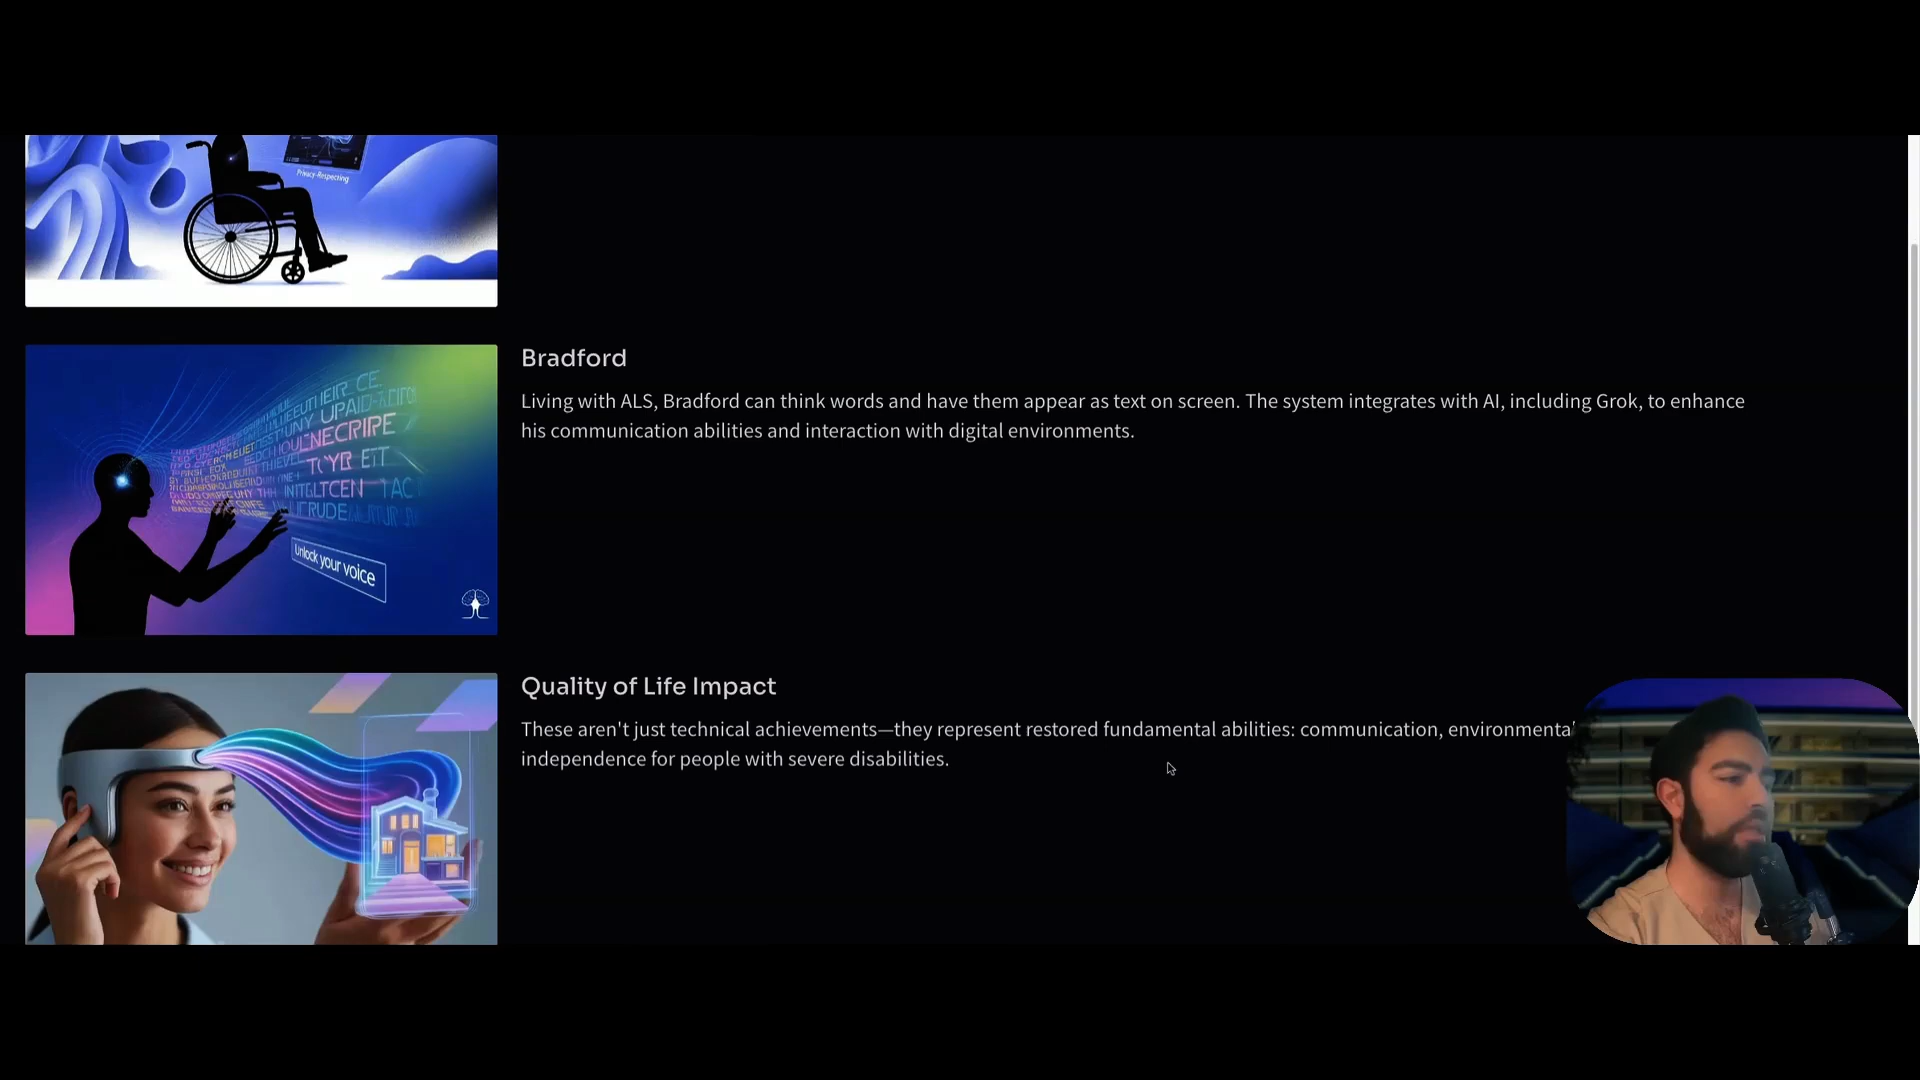 Privacy-Respecting
Bradford
Living with ALS, Bradford can think words and have them appear as text on screen. The system integrates with AI, including Grok, to enhance
his communication abilities and interaction with digital environments.
Unlock your voice
Quality of Life Impact
These aren't just technical achievements—they represent restored fundamental abilities: communication, environmental
independence for people with severe disabilities.